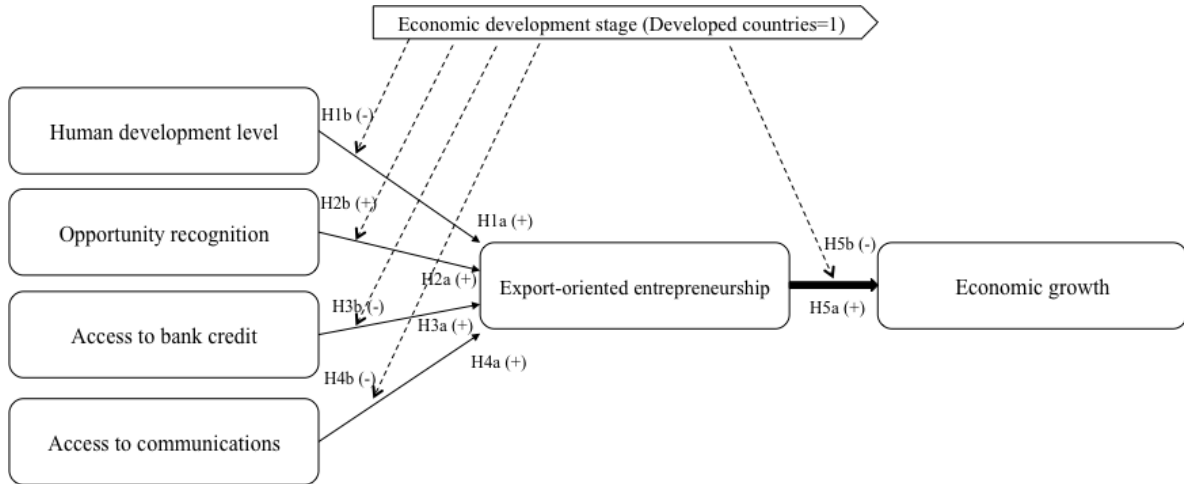 Economic development stage (Developed countries=1)
Human development level
H1b (-)
H1a (+)
Opportunity recognition
H2b (+)
H2a (+)
Access to bank credit
H3b (-)
H3a (+)
Access to communications
H4b (-)
H4a (+)
Export-oriented entrepreneurship
H5b (-)
H5a (+)
Economic growth